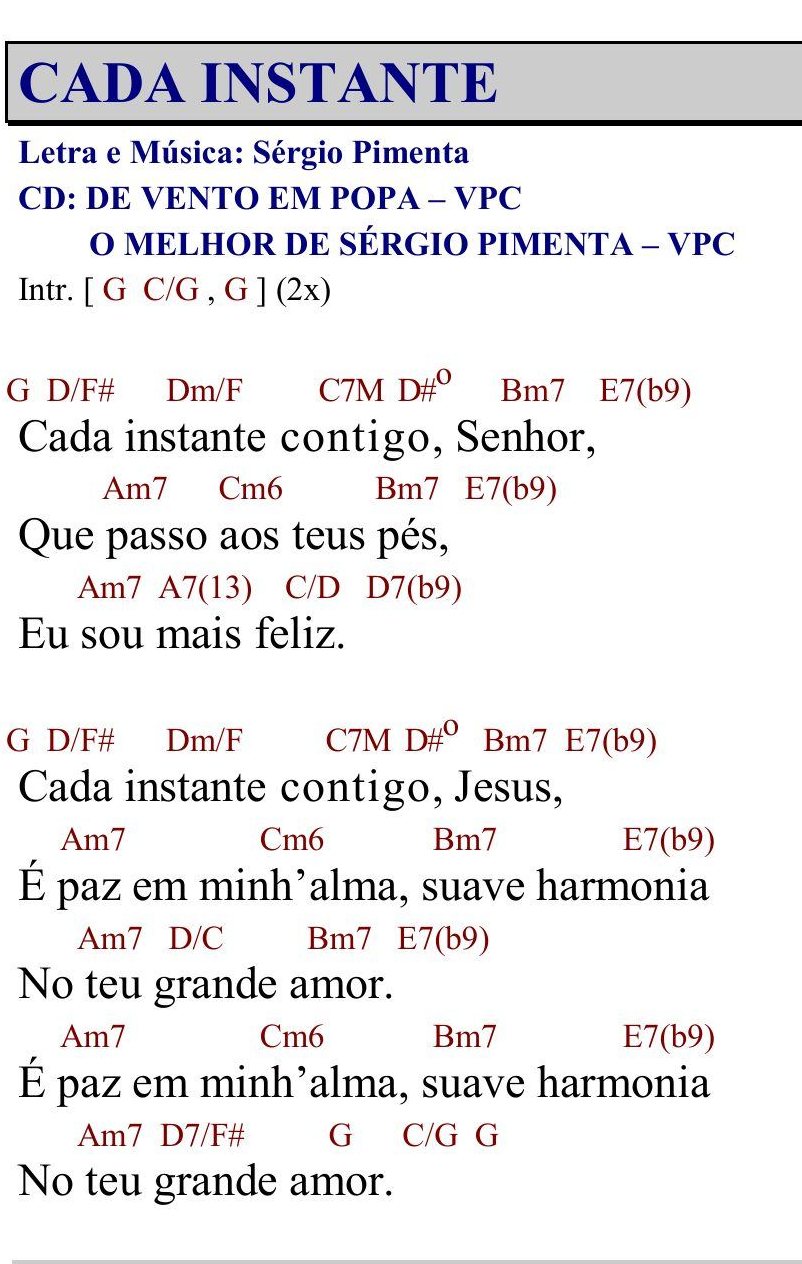 CADA INSTANTE
Letra e Música: Sérgio Pimenta
CD: DE VENTO EM POPA – VPC
O MELHOR DE SÉRGIO PIMENTA – VPC
Intr. [ G C/G , G ] (2x)
G D/F# Dm/F C7M D#º Bm7 E7(b9)
Cada instante contigo, Senhor,
Am7 Cm6 Bm7 E7(b9)
Que passo aos teus pés,
Am7 A7(13) C/D D7(b9)
Eu sou mais feliz.
G D/F# Dm/F C7M D#º Bm7 E7(b9)
Cada instante contigo, Jesus,
Am7 Cm6 Bm7 E7(b9)
É paz em minh’alma, suave harmonia
Am7 D/C Bm7 E7(b9)
No teu grande amor.
Am7 Cm6 Bm7 E7(b9)
É paz em minh’alma, suave harmonia
Am7 D7/F# G C/G G
No teu grande amor.